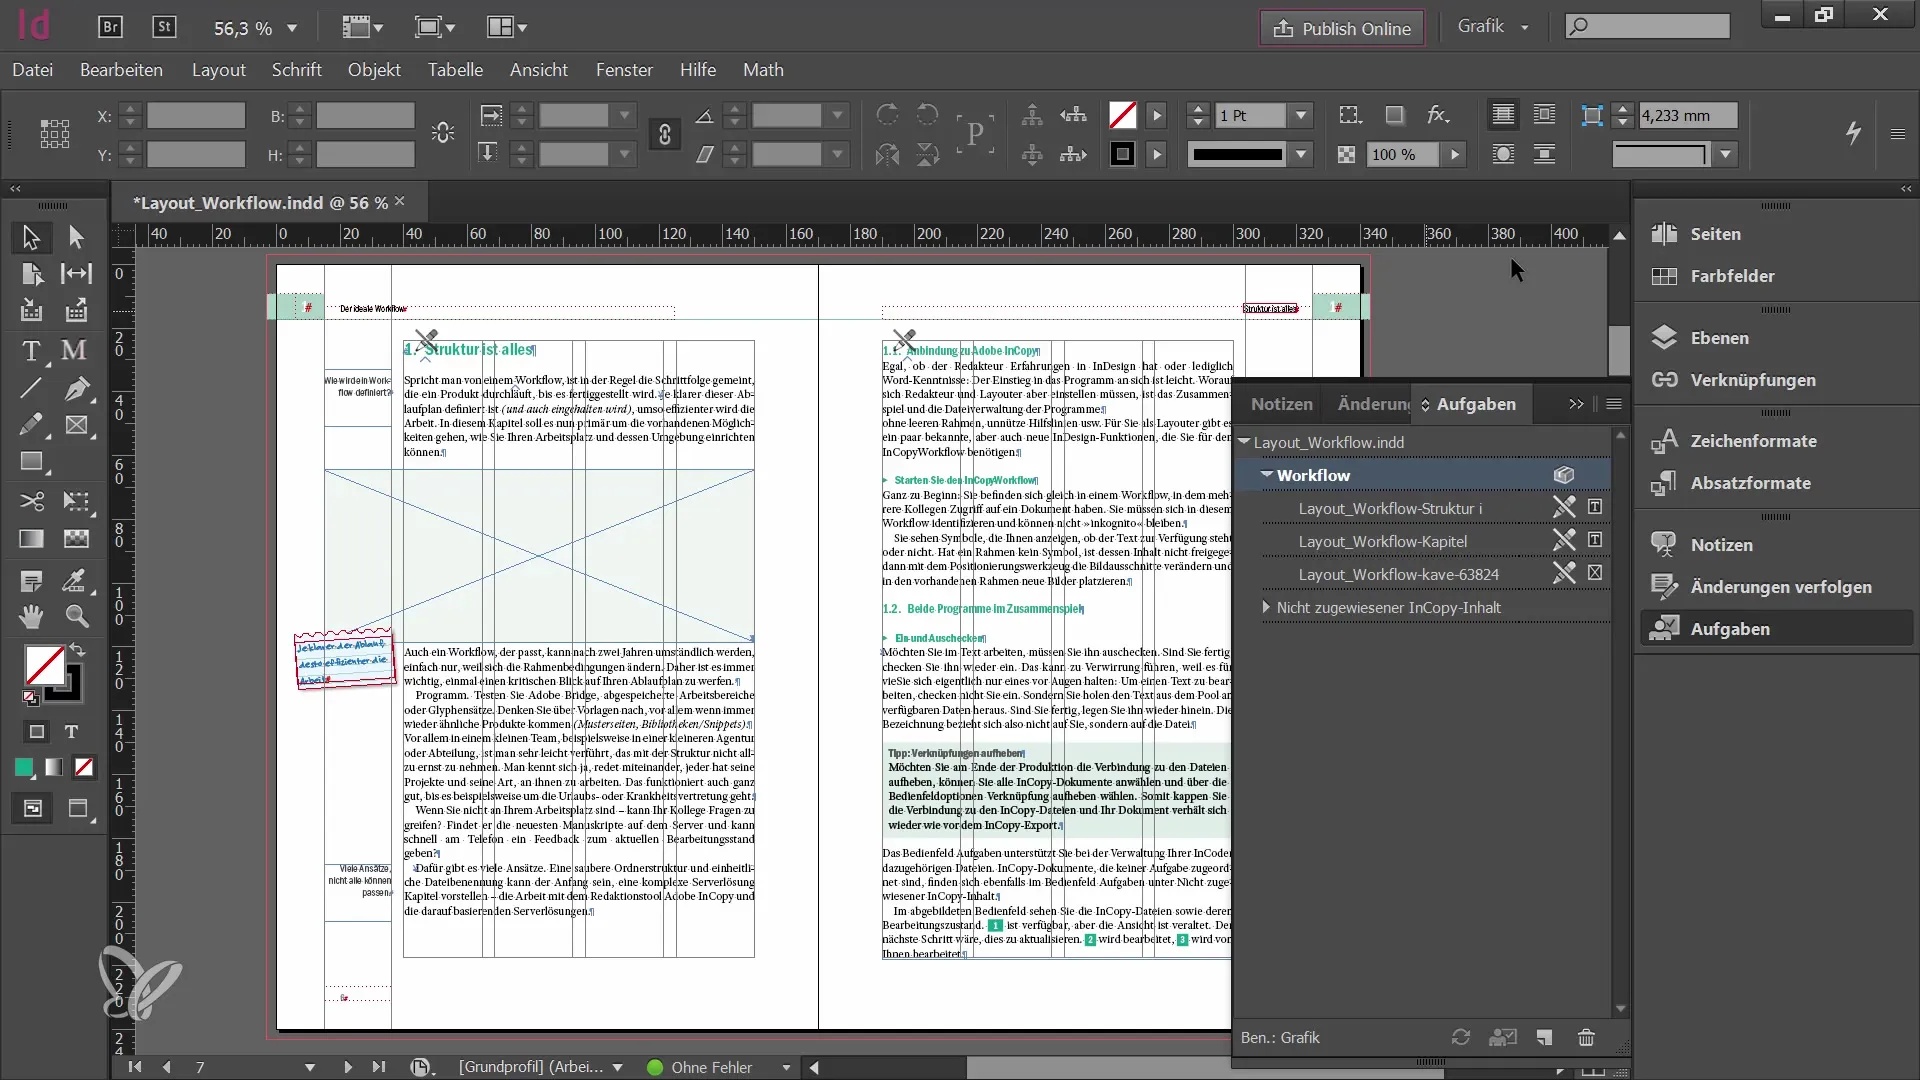 Id Br St 56,3 % Publish Online Grafik
Datei Bearbeiten Layout Schrift Objekt Tabelle Ansicht Fenster Hilfe Math
X: B: 1 Pt fx. 4,233 mm
Y: H: P 100 %
*Layout_Workflow.indd @ 56 % ×
40 20 0 20 40 60 80 100 120 140 150 160 180 200 220 240 260 280 300 320 340 360 380 400
Der ideale Workflow
Struktur ist alles
1. Struktur ist alles¶
Wie wird ein Work-
flow definiert?
Spricht man von einem Workflow, ist in der Regel die Schrittfolge gemeint,
die ein Produkt durchläuft, bis es fertiggestellt wird. Je klarer dieser Ab-
laufplan definiert ist (und auch eingehalten wird), umso effizienter wird die
Arbeit. In diesem Kapitel soll es nun primär um die vorhandenen Möglich-
keiten gehen, wie Sie Ihren Arbeitsplatz und dessen Umgebung einrichten
können.¶
Je klarer der Ablauf,
desto effizienter die
Arbeit#
Auch ein Workflow, der passt, kann nach zwei Jahren umständlich werden,
einfach nur, weil sich die Rahmenbedingungen ändern. Daher ist es immer
wichtig, einmal einen kritischen Blick auf Ihren Ablaufplan zu werfen.¶
Programm. Testen Sie Adobe Bridge, abgespeicherte Arbeitsbereiche
oder Glyphensätze. Denken Sie über Vorlagen nach, vor allem wenn immer
wieder ähnliche Produkte kommen (Musterseiten, Bibliotheken/Snippets).¶
Vor allem in einem kleinen Team, beispielsweise in einer kleineren Agentur
oder Abteilung, ist man sehr leicht verführt, das mit der Struktur nicht all-
zu ernst zu nehmen. Man kennt sich ja, redet miteinander, jeder hat seine
Projekte und seine Art, an ihnen zu arbeiten. Das funktioniert auch ganz
gut, bis es beispielsweise um die Urlaubs- oder Krankheitsvertretung geht.¶
Wenn Sie nicht an Ihrem Arbeitsplatz sind – kann Ihr Kollege Fragen zu
greifen? Findet er die neuesten Manuskripte auf dem Server und kann
schnell am Telefon ein Feedback zum aktuellen Bearbeitungsstand
geben?¶
Viele Ansätze,
nicht alle können
passen
Dafür gibt es viele Ansätze. Eine saubere Ordnerstruktur und einheitli-
che Dateibenennung kann der Anfang sein, eine komplexe Serverlösung
Kapitel vorstellen – die Arbeit mit dem Redaktionstool Adobe InCopy und
die darauf basierenden Serverlösungen.¶
1.1. Anbindung zu Adobe InCopy¶
Egal, ob der Redakteur Erfahrungen in InDesign hat oder lediglich
Word-Kenntnisse: Der Einstieg in das Programm an sich ist leicht. Worauf
sich Redakteur und Layouter aber einstellen müssen, ist das Zusammen-
spiel und die Dateiverwaltung der Programme.¶
ohne leeren Rahmen, unnütze Hilfslinien usw. Für Sie als Layouter gibt es
ein paar bekannte, aber auch neue InDesign-Funktionen, die Sie für den
InCopyWorkflow benötigen.¶
Starten Sie den InCopyWorkflow¶
Ganz zu Beginn: Sie befinden sich gleich in einem Workflow, in dem meh-
rere Kollegen Zugriff auf ein Dokument haben. Sie müssen sich in diesem
Workflow identifizieren und können nicht »inkognito« bleiben.¶
Sie sehen Symbole, die Ihnen anzeigen, ob der Text zur Verfügung steht
oder nicht. Hat ein Rahmen kein Symbol, ist dessen Inhalt nicht freigege-
dann mit dem Positionierungswerkzeug die Bildausschnitte verändern und
in den vorhandenen Rahmen neue Bilder platzieren.¶
1.2. Beide Programme im Zusammenspiel¶
Ein- und Auschecken¶
Möchten Sie im Text arbeiten, müssen Sie ihn auschecken. Sind Sie fertig,
checken Sie ihn wieder ein. Das kann zu Verwirrung führen, weil es für
vieSie sich eigentlich nur eines vor Augen halten: Um einen Text zu bear-
beiten, checken nicht Sie ein. Sondern Sie holen den Text aus dem Pool an
verfügbaren Daten heraus. Sind Sie fertig, legen Sie ihn wieder hinein. Die
Bezeichnung bezieht sich also nicht auf Sie, sondern auf die Datei.¶
Tipp: Verknüpfungen aufheben¶
Möchten Sie am Ende der Produktion die Verbindung zu den Dateien
aufheben, können Sie alle InCopy-Dokumente anwählen und über die
Bedienfeldoptionen Verknüpfung aufheben wählen. Somit kappen Sie
die Verbindung zu den InCopy-Dateien und Ihr Dokument verhält sich
wieder wie vor dem InCopy-Export.¶
Das Bedienfeld Aufgaben unterstützt Sie bei der Verwaltung Ihrer InCoden
dazugehörigen Dateien. InCopy-Dokumente, die keiner Aufgabe zugeord-
net sind, finden sich ebenfalls im Bedienfeld Aufgaben unter Nicht zuge-
wiesener InCopy-Inhalt.¶
Im abgebildeten Bedienfeld sehen Sie die InCopy-Dateien sowie deren
Bearbeitungszustand. 1 ist verfügbar, aber die Ansicht ist veraltet. Der
nächste Schritt wäre, dies zu aktualisieren. 2 wird bearbeitet, 3 wird von
Ihnen bearbeitet¶
Notizen Änderung Aufgaben
Layout_Workflow.indd
Workflow
Layout_Workflow-Struktur i
Layout_Workflow-Kapitel
Layout_Workflow-kave-63824
Nicht zugewiesener InCopy-Inhalt
Ben.: Grafik
Seiten
Farbfelder
Ebenen
Verknüpfungen
Zeichenformate
Absatzformate
Notizen
Änderungen verfolgen
Aufgaben
7 [Grundprofil] (Arbei... Ohne Fehler